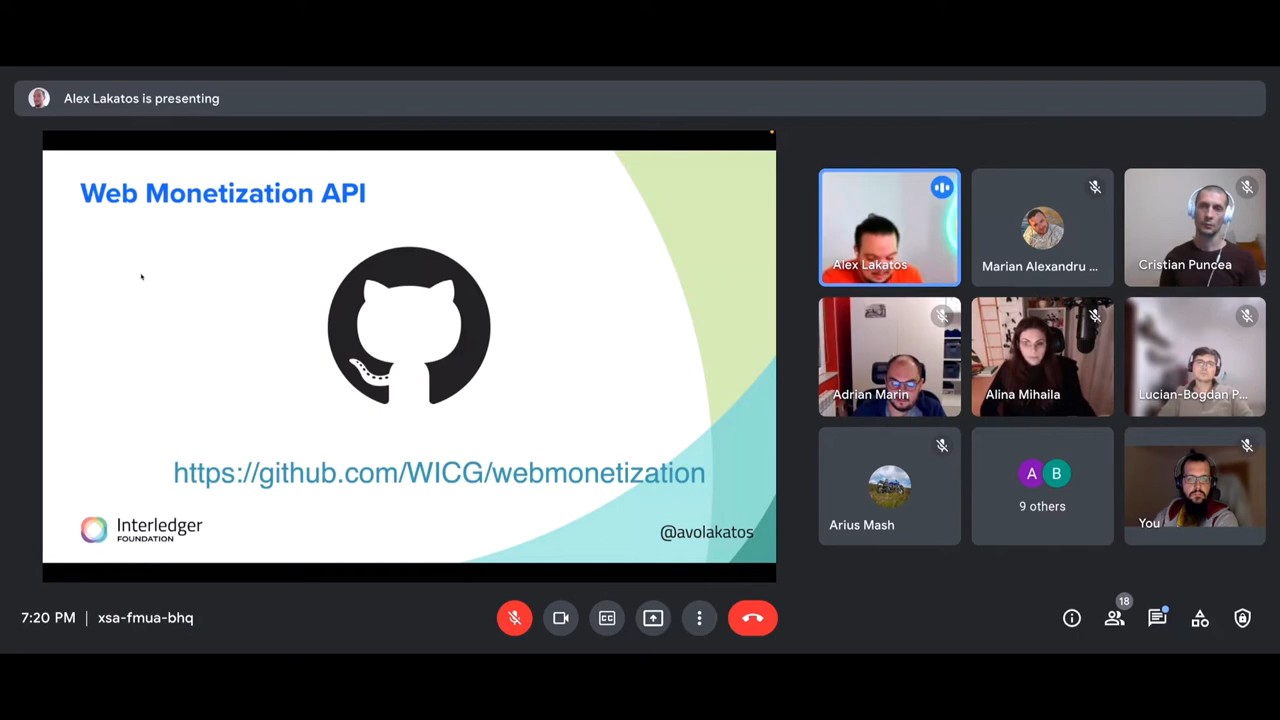 Alex Lakatos is presenting
Web Monetization API
https://github.com/WICG/webmonetization
Interledger
FOUNDATION
@avolakatos
Alex Lakatos
Marian Alexandru ...
Cristian Puncea
Adrian Marin
Alina Mihaila
Lucian-Bogdan P...
Arius Mash
A
B
9 others
You
7:20 PM | xsa-fmua-bhq
CC
18